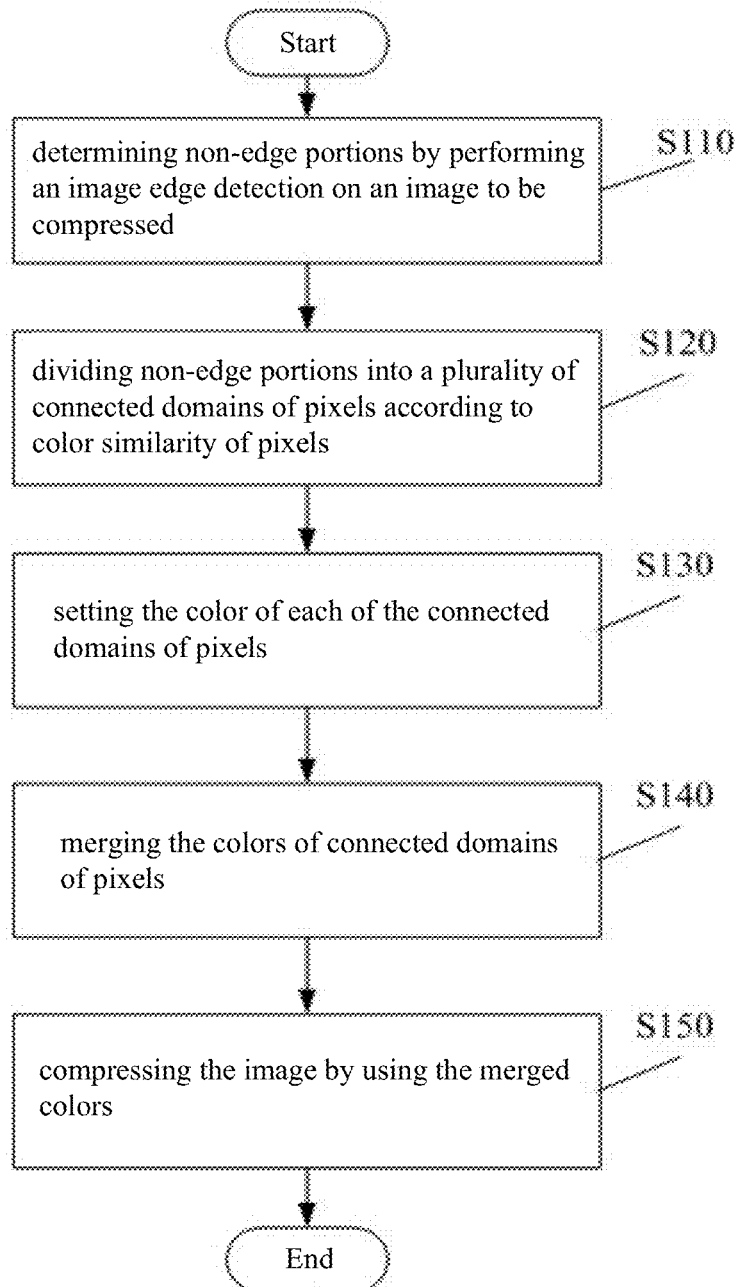 Start
determining non-edge portions by performing
an image edge detection on an image to be
compressed
S110
dividing non-edge portions into a plurality of
connected domains of pixels according to
color similarity of pixels
S120
setting the color of each of the connected
domains of pixels
S130
merging the colors of connected domains
of pixels
S140
compressing the image by using the merged
colors
S150
End